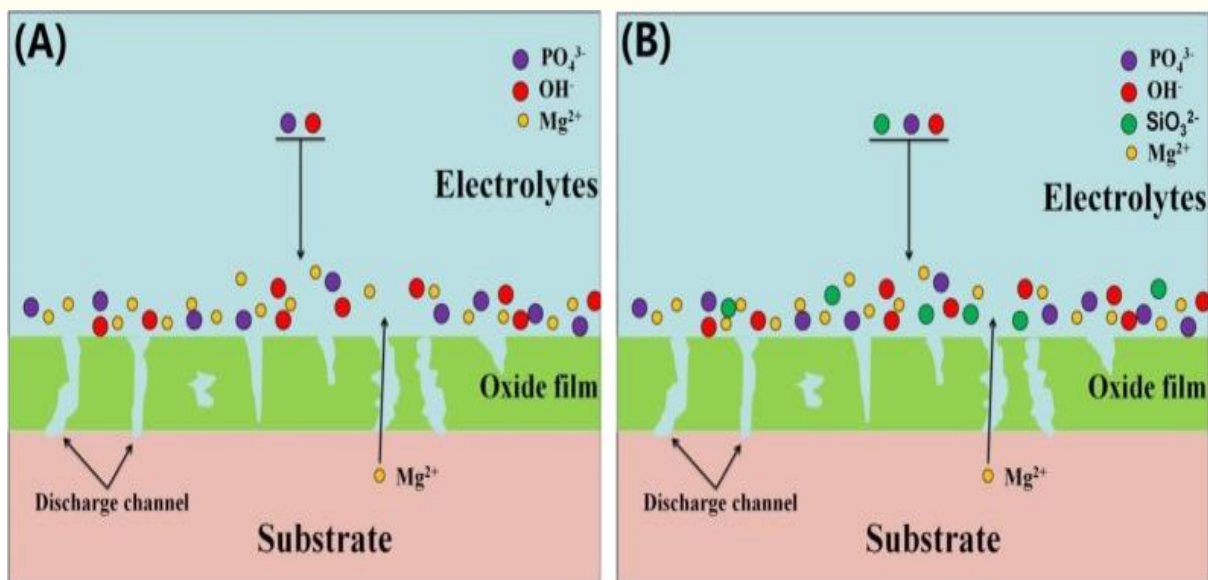 (A)
PO₄³⁻
OH⁻
Mg²⁺
Electrolytes
Oxide film
Mg²⁺
Discharge channel
Substrate
(B)
PO₄³⁻
OH⁻
SiO₃²⁻
Mg²⁺
Electrolytes
Oxide film
Mg²⁺
Discharge channel
Substrate